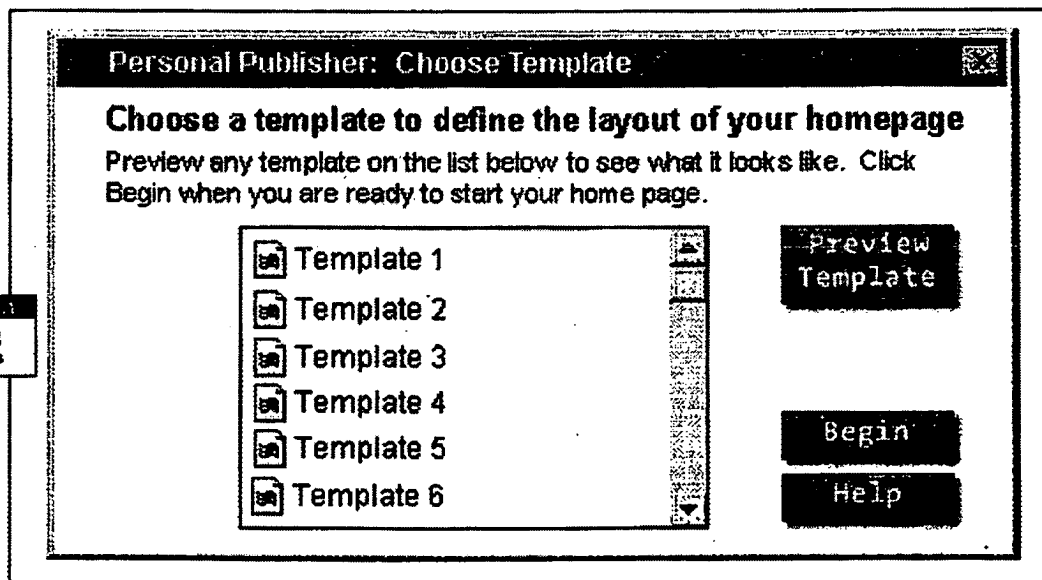 Personal Publisher: Choose Template
Choose a template to define the layout of your homepage
Preview any template on the list below to see what it looks like. Click
Begin when you are ready to start your home page.
Template 1
Template 2
Template 3
Template 4
Template 5
Template 6
Preview
Template
Begin
Help